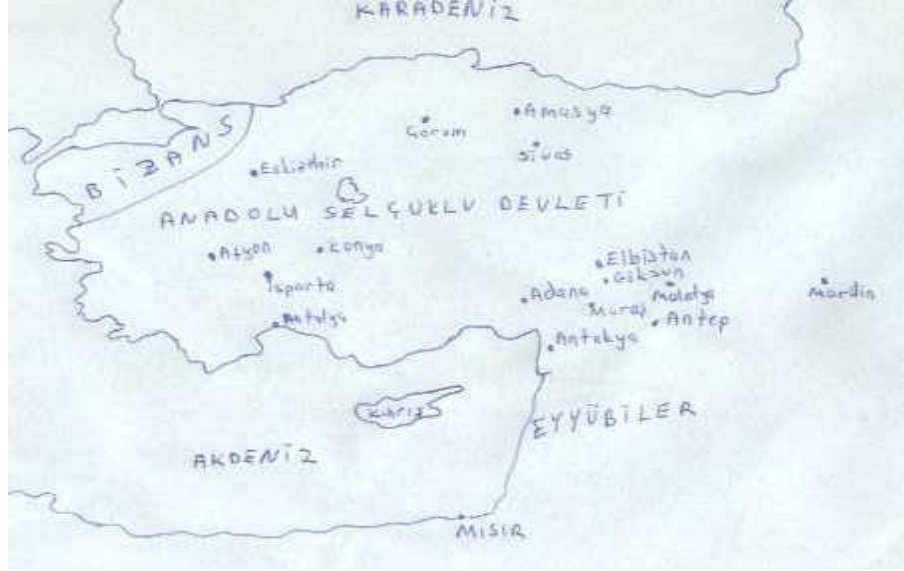 KARADENİZ
Amasya
Çorum
Sivas
BİZANS
Eskişehir
ANADOLU SELÇUKLU DEVLETİ
Afyon
Konya
Elbistan
Göksun
Isparta
Adana
Malatya
Mardin
Maraş
Antalya
Antep
Antakya
Kıbrıs
EYYÜBİLER
AKDENİZ
MISIR